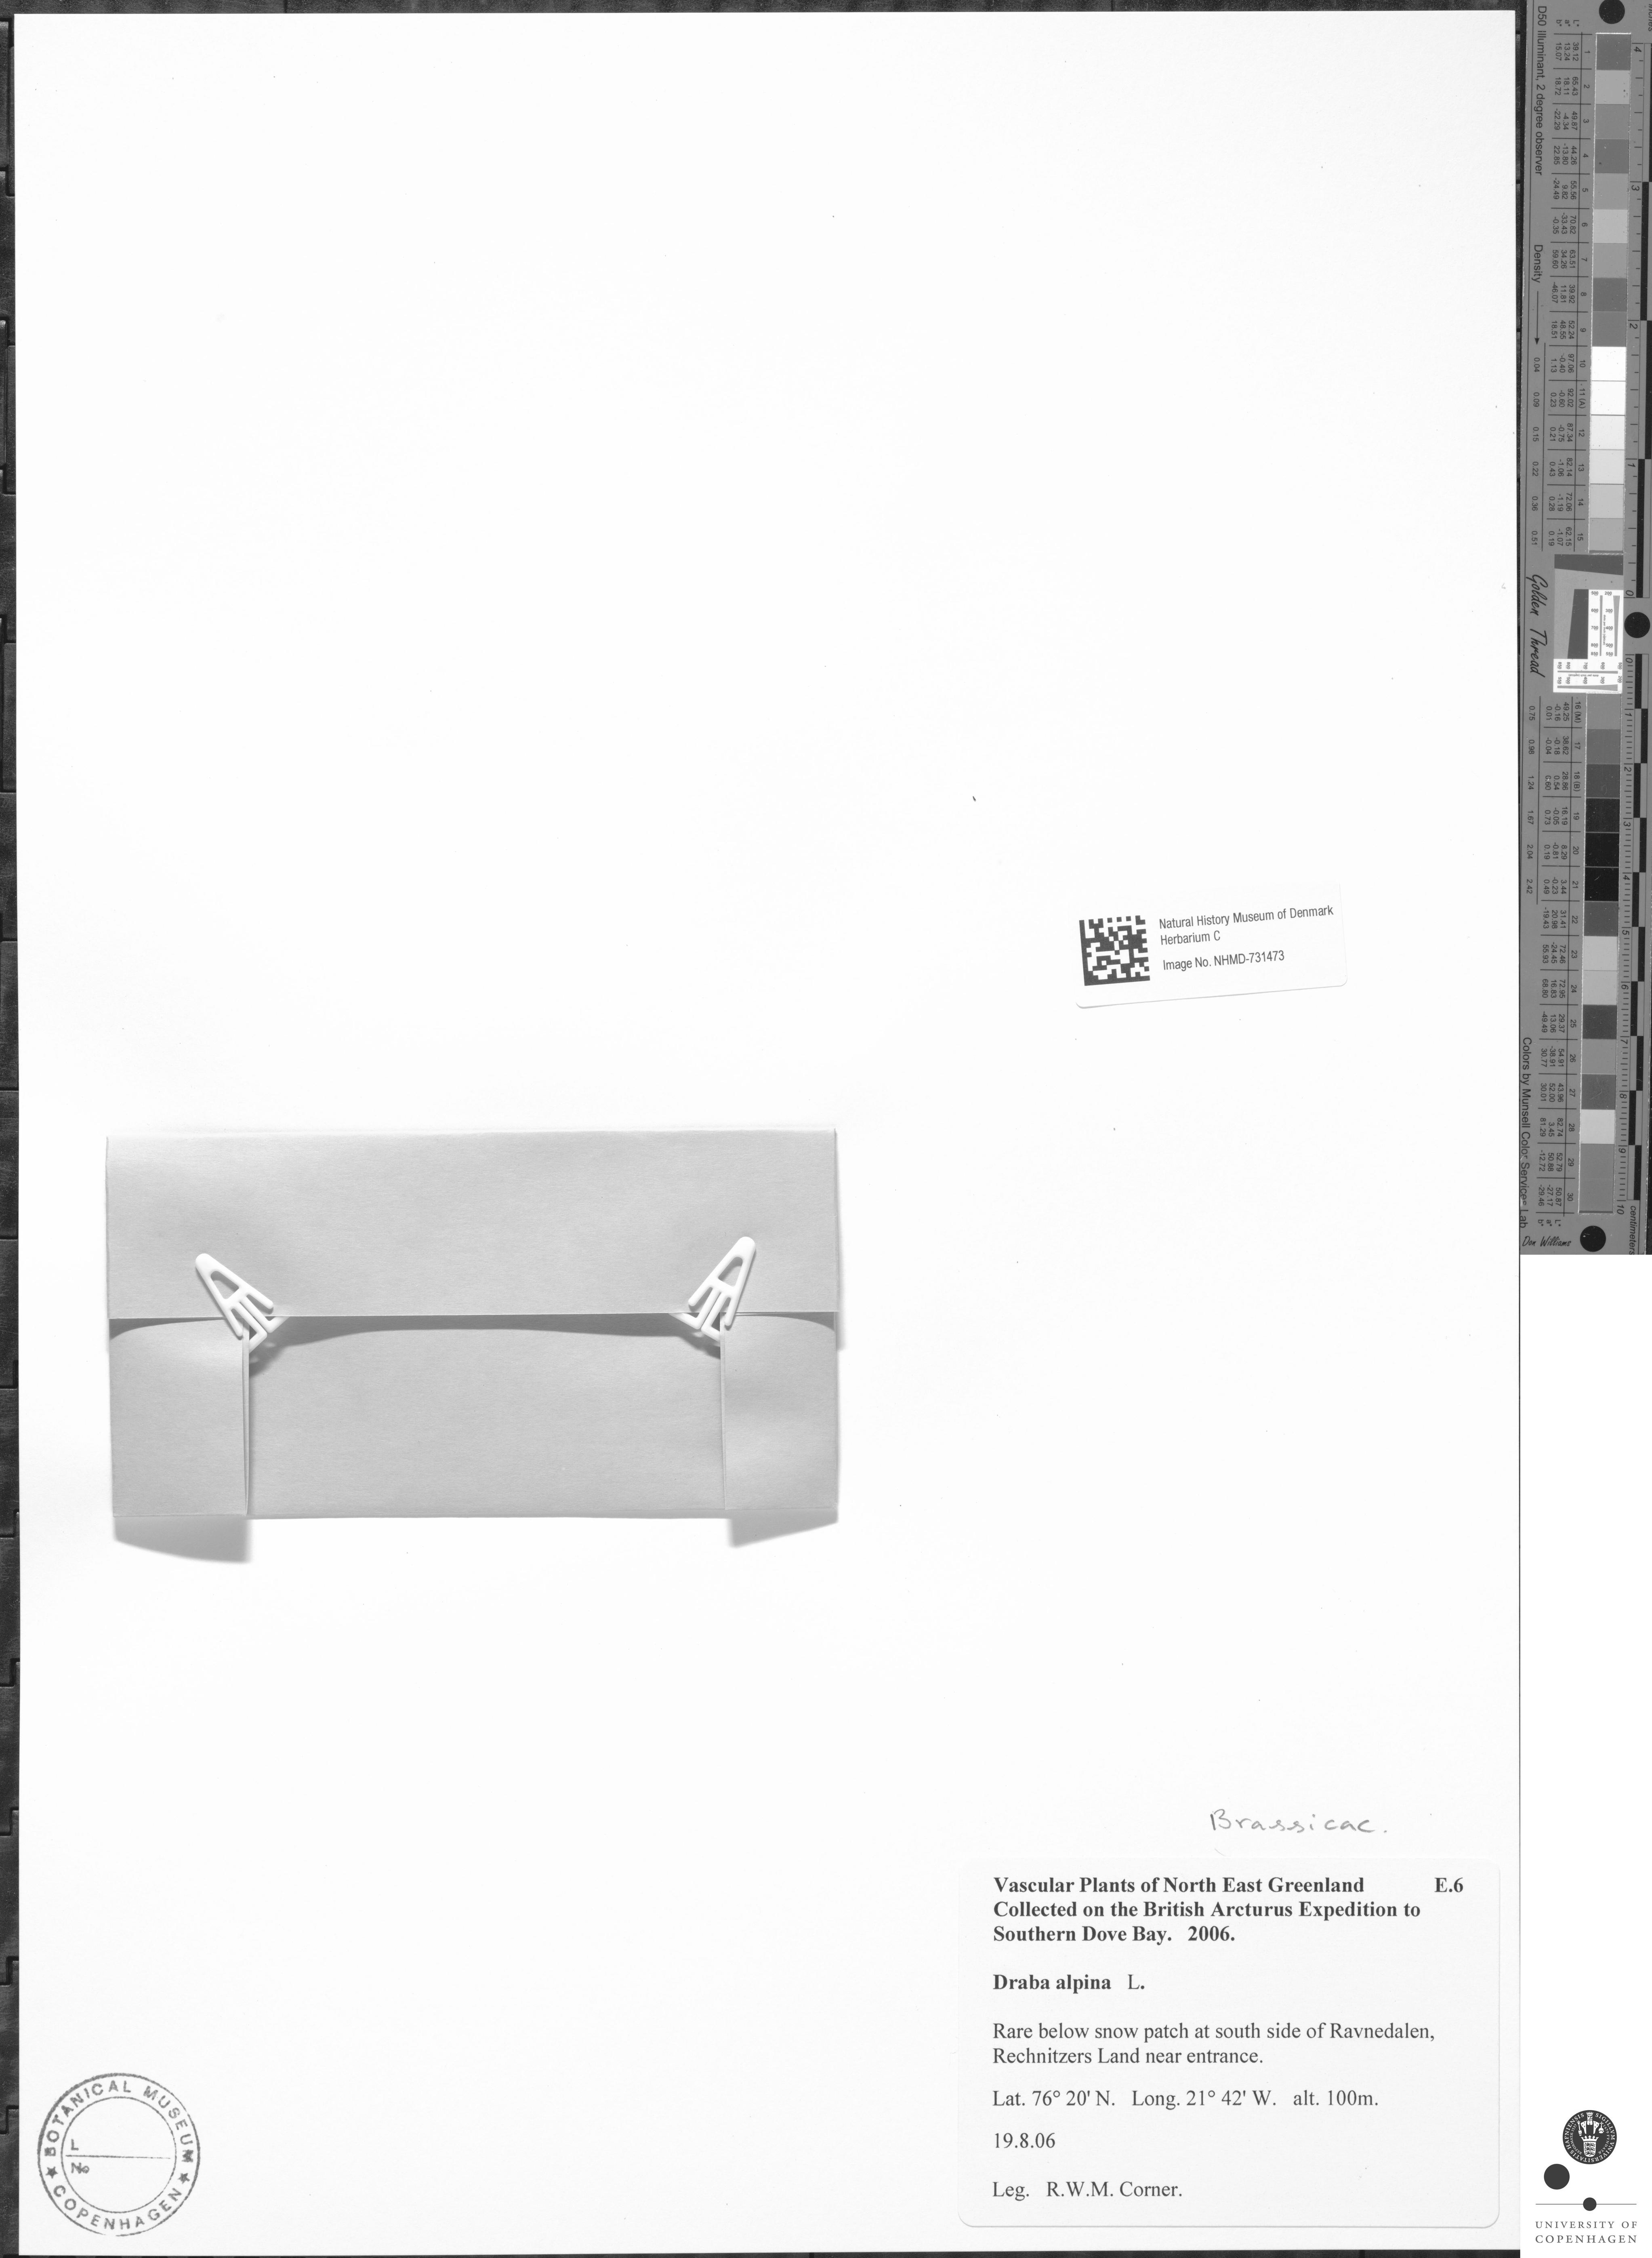 Natural History Museum of Denmark
Herbarium C
Image No. NHMD-731473
Brassicac.
Vascular Plants of North East Greenland E.6
Collected on the British Arcturus Expedition to
Southern Dove Bay. 2006.
Draba alpina L.
Rare below snow patch at south side of Ravnedalen,
Rechnitzers Land near entrance.
Lat. 76° 20' N. Long. 21° 42' W. alt. 100m.
19.8.06
Leg. R.W.M. Corner.
BOTANICAL MUSEUM
L
No
COPENHAGEN
D50 Illuminant, 2 degree observer
Density
Golden Thread
Colors by Munsell Color Services Lab
Don Williams
centimeters
UNIVERSITY OF
COPENHAGEN